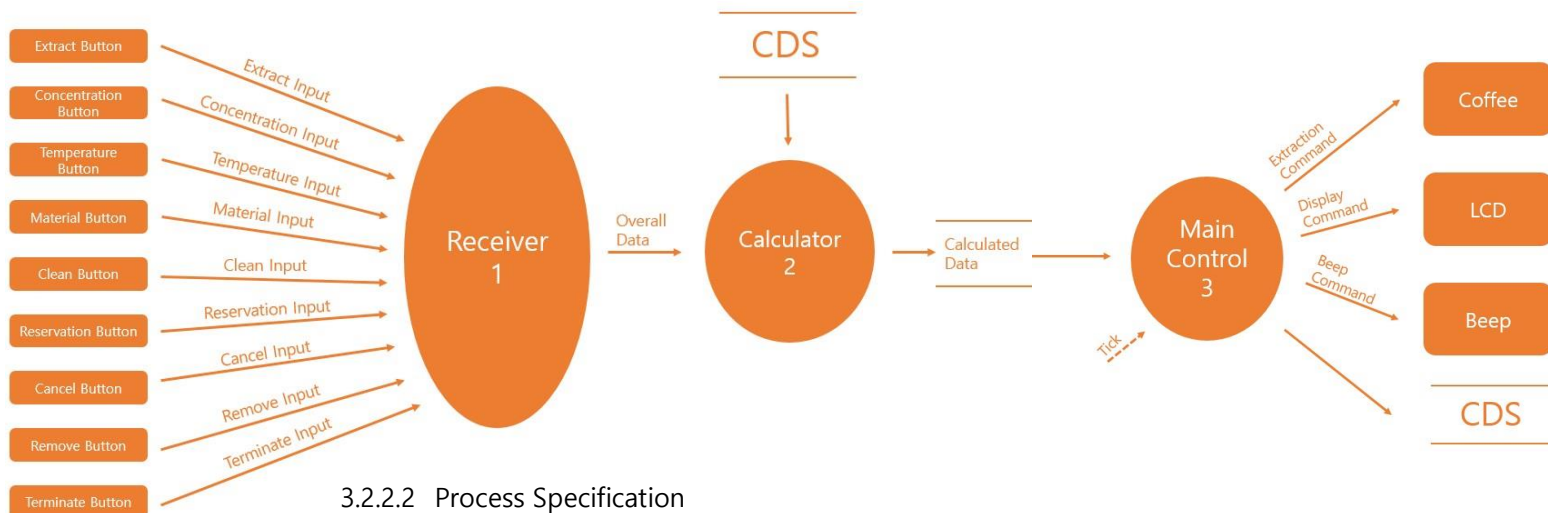 Extract Button
Concentration
Button
Temperature
Button
Material Button
Clean Button
Reservation Button
Cancel Button
Remove Button
Terminate Button
Extract Input
Concentration Input
Temperature Input
Material Input
Clean Input
Reservation Input
Cancel Input
Remove Input
Terminate Input
Receiver
1
Overall
Data
CDS
Calculator
2
Calculated
Data
Tick
Main
Control
3
Extraction
Command
Display
Command
Beep
Command
Coffee
LCD
Beep
CDS
3.2.2.2 Process Specification